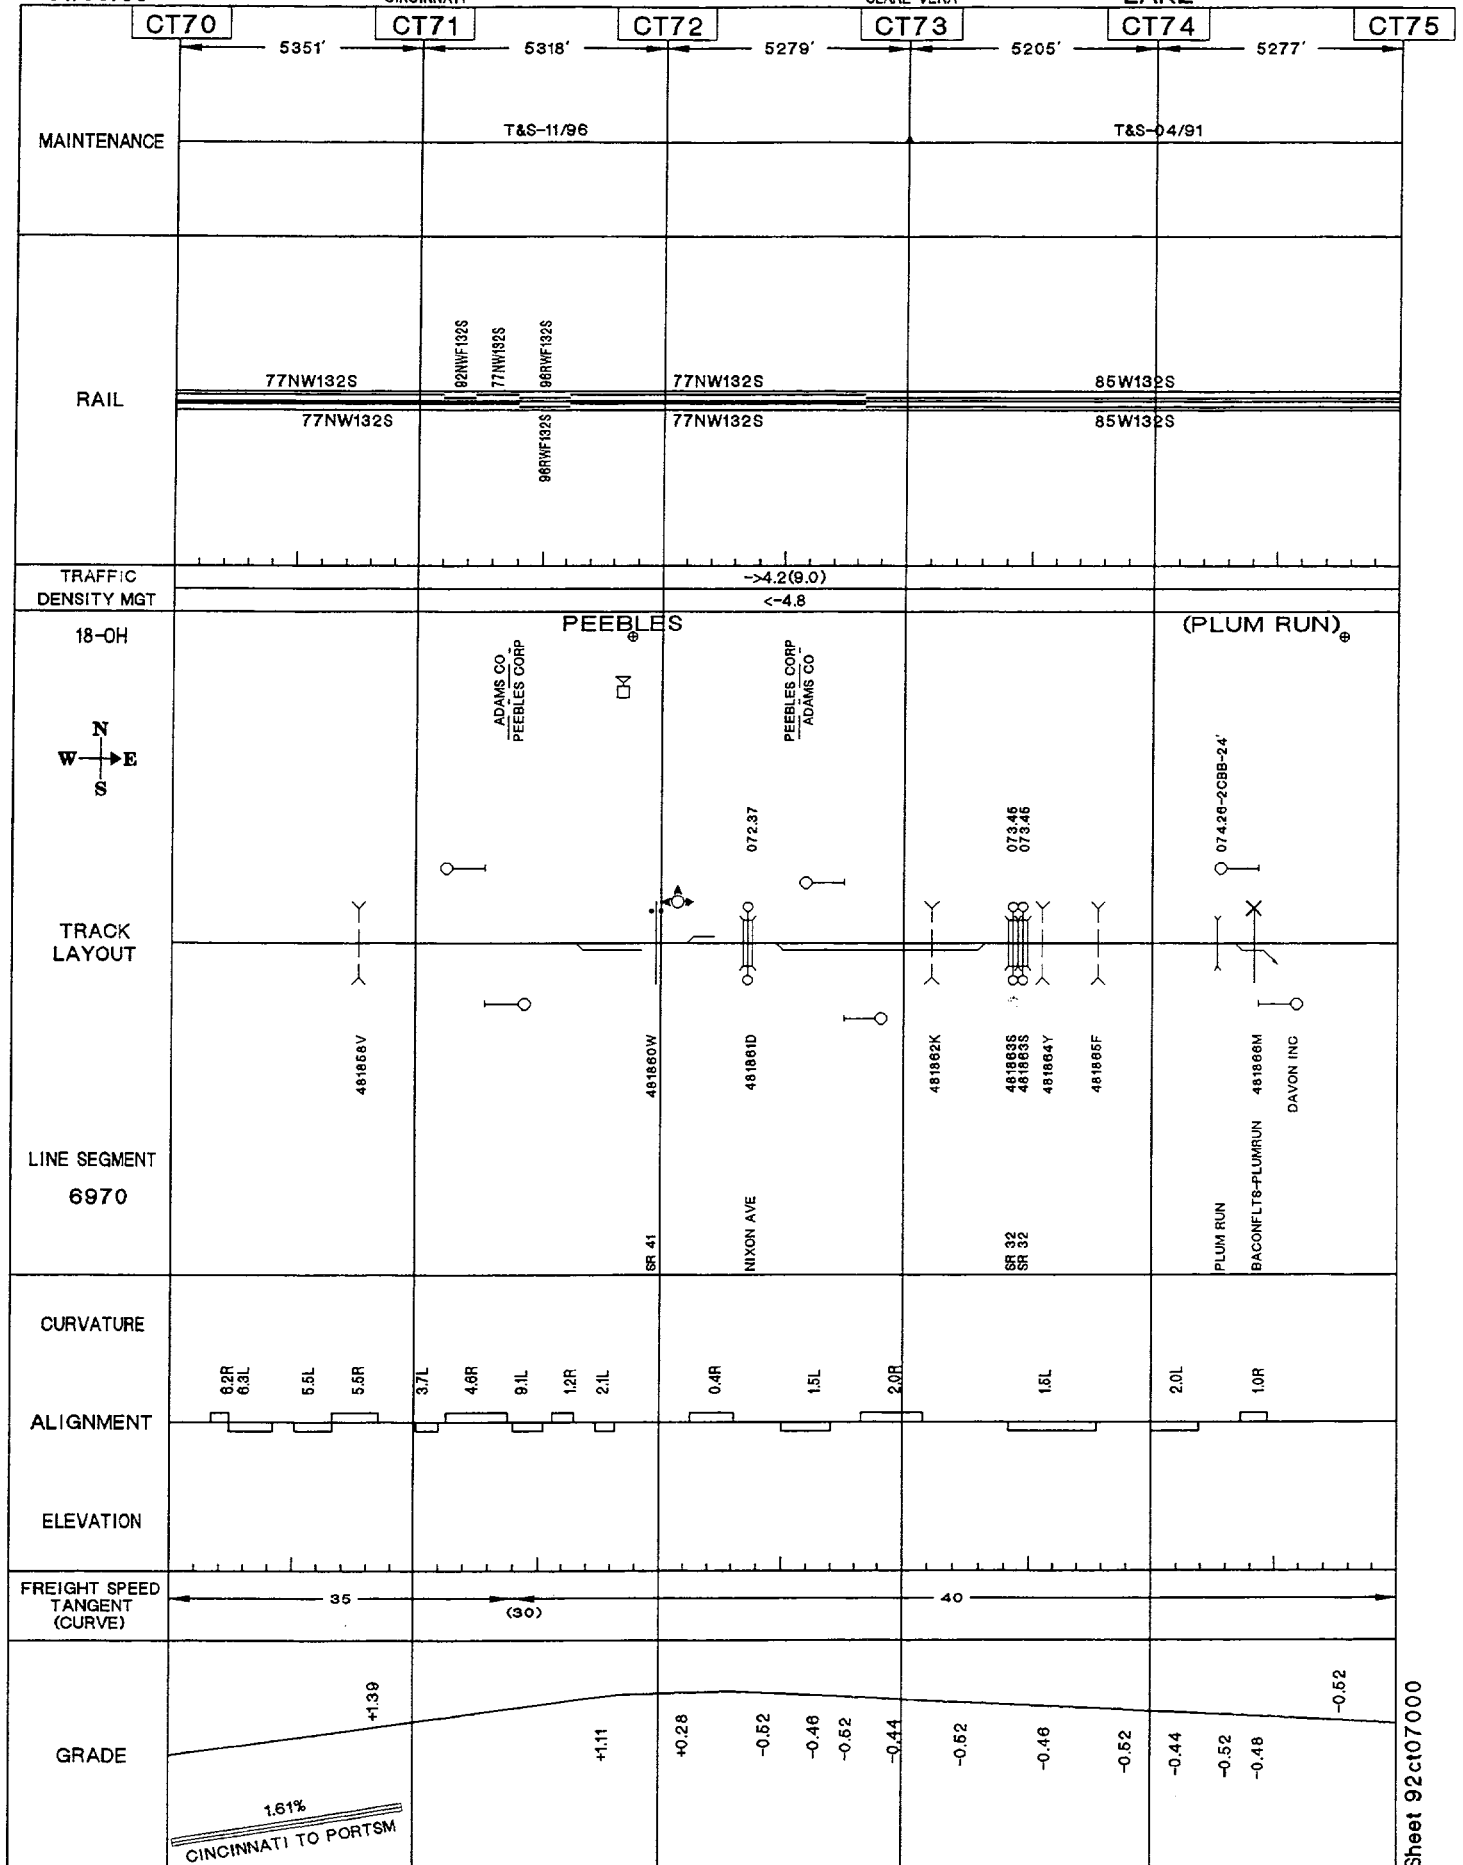 CINCINNATI
CT70 CT71 CT72 CT73 CT74 CT75
5351' 5318' 5279' 5205' 5277'
MAINTENANCE
T&S-11/96
T&S-04/91
92NWF132S
77NW132S
96RWF132S
77NW132S 77NW132S 85W132S
RAIL
77NW132S 77NW132S 85W132S
96RWF132S
TRAFFIC
DENSITY MGT
->4.2(9.0)
<-4.8
18-OH
PEEBLES
(PLUM RUN)
ADAMS CO
PEEBLES CORP
PEEBLES CORP
ADAMS CO
N
W E
S
072.37
073.45
073.45
074.26-2CBB-24'
TRACK
LAYOUT
481858V
481860W
481861D
481862K
481863S
481863S
481864Y
481865F
481866M
DAVON INC
LINE SEGMENT
6970
SR 41
NIXON AVE
SR 32
SR 32
PLUM RUN
BACONFLTS-PLUMRUN
CURVATURE
6.2R
6.3L
5.5L
5.5R
3.7L
4.6R
9.1L
1.2R
2.1L
0.4R
1.5L
2.0R
1.5L
2.0L
1.0R
ALIGNMENT
ELEVATION
FREIGHT SPEED
TANGENT
(CURVE)
35
(30)
40
GRADE
+1.39
+1.11
+0.28
-0.52
-0.46
-0.52
-0.44
-0.52
-0.46
-0.52
-0.44
-0.52
-0.48
-0.52
1.61%
CINCINNATI TO PORTSM
Sheet 92ct07000